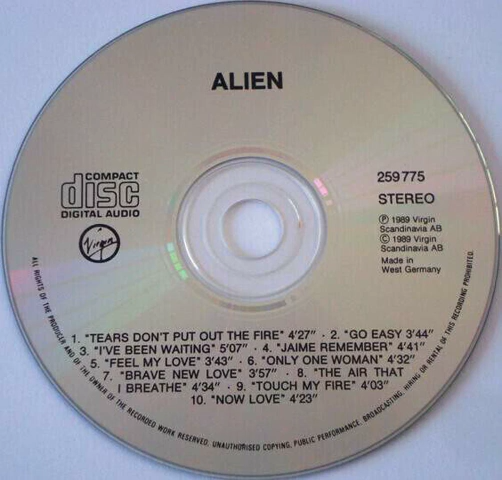 ALIEN
COMPACT
disc
DIGITAL AUDIO
Virgin
259 775
STEREO
Ⓟ 1989 Virgin
Scandinavia AB
© 1989 Virgin
Scandinavia AB
Made in
West Germany
1. "TEARS DON'T PUT OUT THE FIRE" 4'27" · 2. "GO EASY 3'44"
3. "I'VE BEEN WAITING" 5'07" · 4. "JAIME REMEMBER" 4'41"
5. "FEEL MY LOVE" 3'43" · 6. "ONLY ONE WOMAN" 4'32"
7. "BRAVE NEW LOVE" 3'57" · 8. "THE AIR THAT
I BREATHE" 4'34" · 9. "TOUCH MY FIRE" 4'03"
10. "NOW LOVE" 4'23"
ALL RIGHTS OF THE PRODUCER AND OF THE OWNER OF THE RECORDED WORK RESERVED. UNAUTHORISED COPYING, PUBLIC PERFORMANCE, BROADCASTING, HIRING OR RENTAL OF THIS RECORDING PROHIBITED.